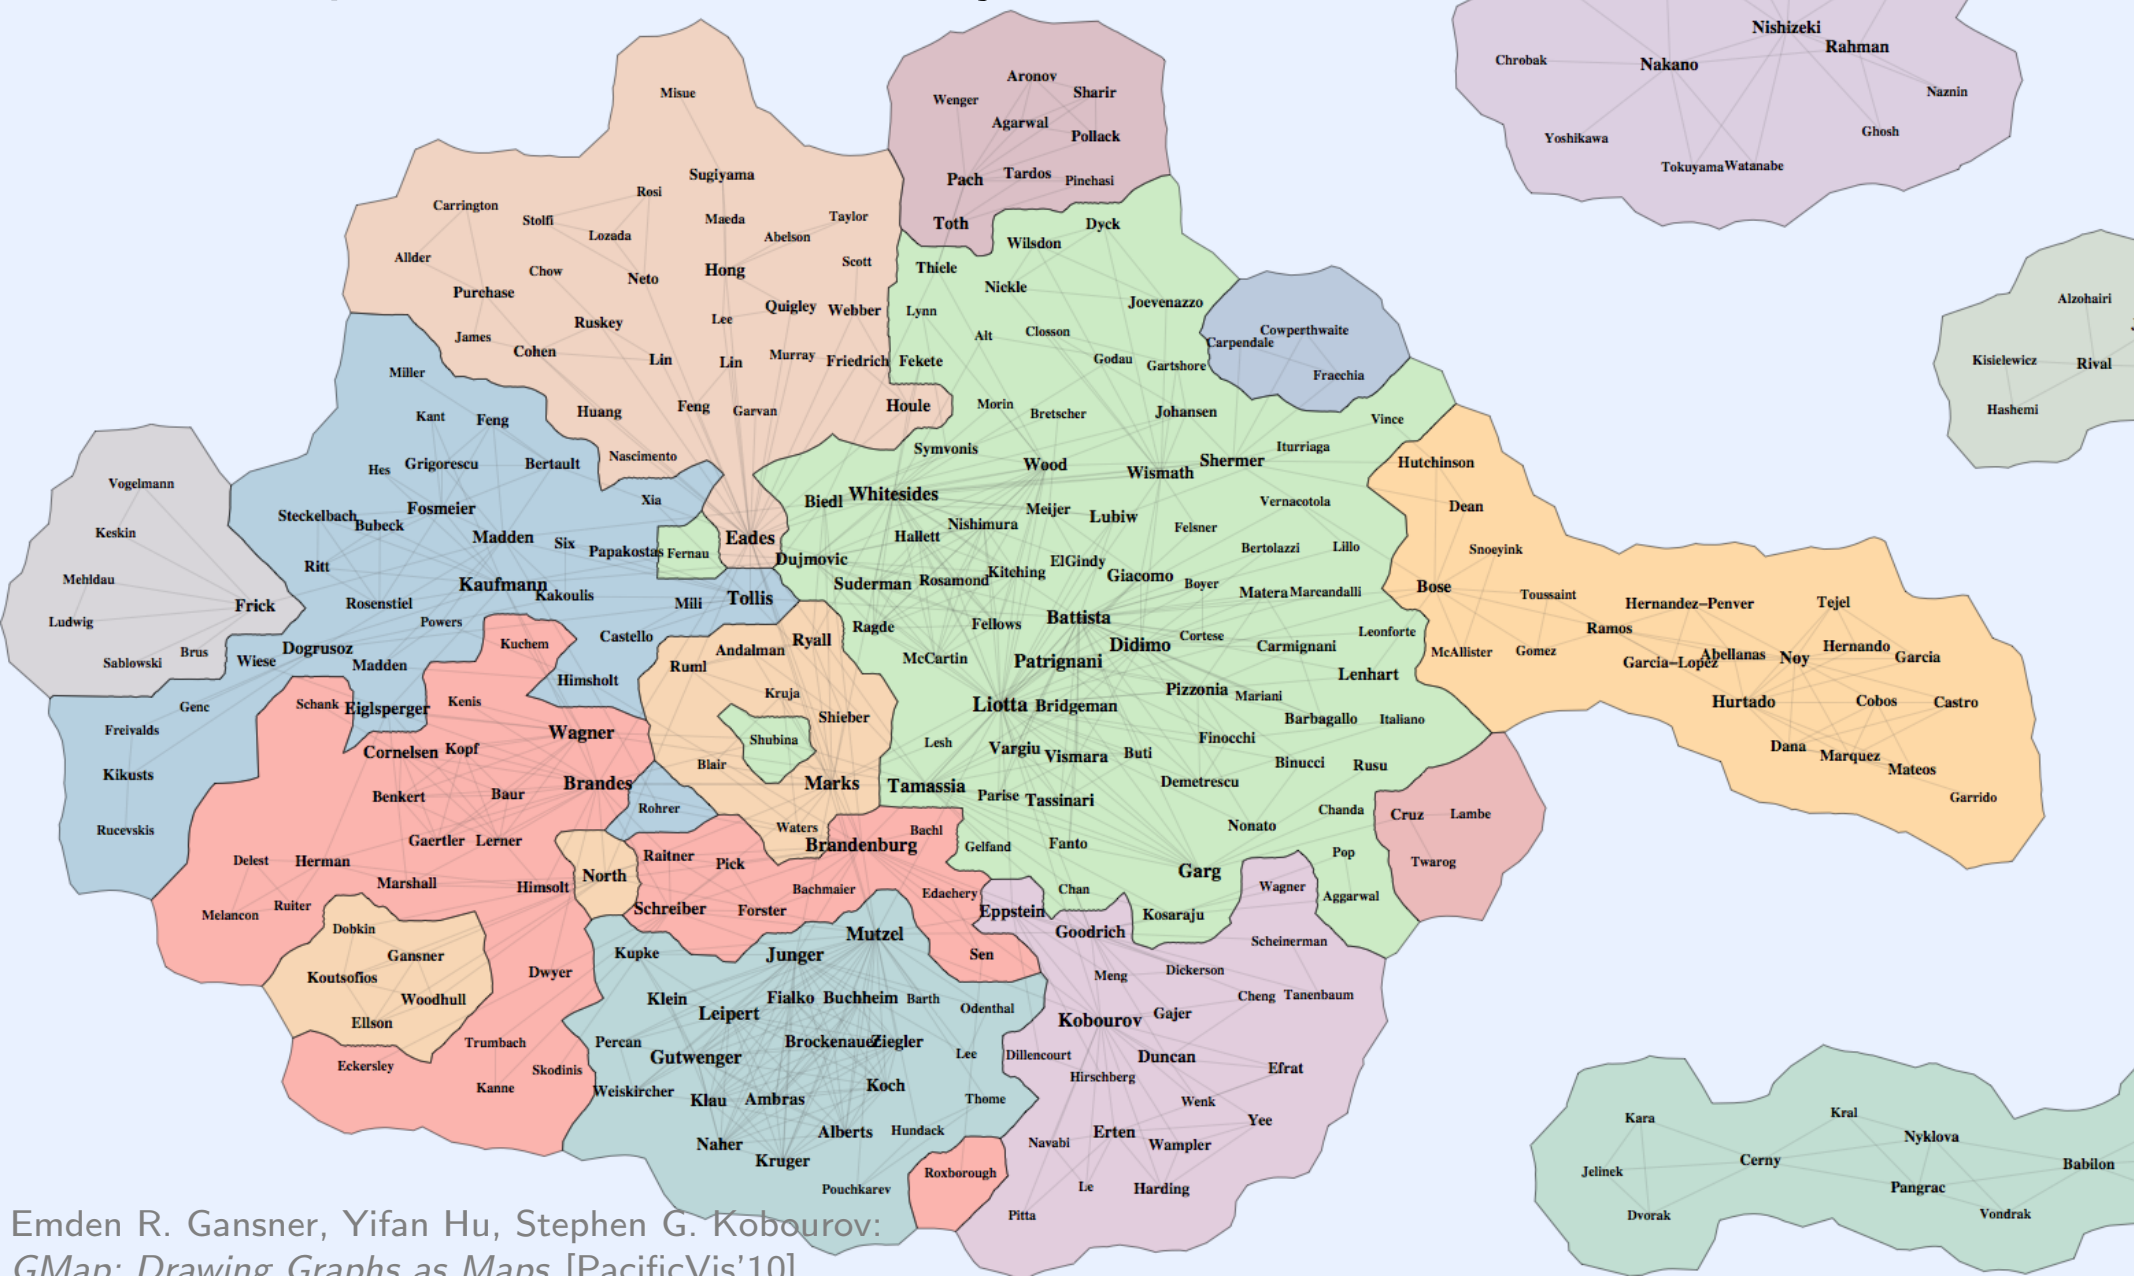 Nishizeki
Rahman
Chrobak
Nakano
Naznin
Ghosh
Yoshikawa
Tokuyama Watanabe
Misue
Sugiyama
Rosi
Carrington
Stolfi
Maeda
Taylor
Lozada
Abelson
Allder
Chow
Neto
Hong
Scott
Purchase
Quigley
Webber
Ruskey
Lee
James
Cohen
Lin
Lin
Murray
Friedrich
Huang
Feng
Garvan
Houle
Nascimento
Eades
Aronov
Wenger
Sharir
Agarwal
Pollack
Pach
Tardos
Pinchasi
Toth
Dyck
Wilsdon
Thiele
Nickle
Joevenazzo
Lynn
Alt
Closson
Fekete
Godau
Gartshore
Morin
Bretscher
Johansen
Vince
Symvonis
Wood
Wismath
Shermer
Iturriaga
Biedl
Whitesides
Meijer
Vernacotola
Nishimura
Lubiw
Felsner
Hallett
Bertolazzi
Lillo
Dujmovic
ElGindy
Suderman
Rosamond
Kitching
Giacomo
Boyer
Matera
Marcandalli
Ragde
Fellows
Battista
Didimo
Cortese
Leonforte
McCartin
Patrignani
Carmignani
Lenhart
Pizzonia
Mariani
Liotta
Bridgeman
Barbagallo
Italiano
Lesh
Vargiu
Vismara
Buti
Finocchi
Binucci
Rusu
Tamassia
Parise
Tassinari
Demetrescu
Chanda
Nonato
Gelfand
Fanto
Pop
Garg
Chan
Aggarwal
Kosaraju
Cowperthwaite
Carpendale
Fraechia
Alzohairi
Kisielewicz
Rival
Hashemi
Hutchinson
Dean
Snoeyink
Bose
Toussaint
Hernandez-Penver
Tejel
Ramos
McAllister
Gomez
Garcia-Lopez
Abellanas
Noy
Hernando
Garcia
Hurtado
Cobos
Castro
Dana
Marquez
Mateos
Garrido
Cruz
Lambe
Twarog
Miller
Kant
Feng
Hes
Grigorescu
Bertault
Xia
Steckelbach
Bubeck
Fosmeier
Madden
Six
Papakostas
Fernau
Ritt
Kaufmann
Kakoulis
Rosenstiel
Mili
Tollis
Powers
Castello
Wiese
Dogrusoz
Madden
Himsholt
Genc
Eiglsperger
Freivalds
Kikusts
Rucevskis
Rohrer
Vogelmann
Keskin
Mehldau
Frick
Ludwig
Brus
Sablowski
Kuchem
Schank
Kenis
Wagner
Cornelsen
Kopf
Brandes
Benkert
Baur
Gaertler
Lerner
Delest
Herman
Marshall
Himsolt
Melancon
Ruiter
Dwyer
Trumbach
Eckersley
Skodinis
Kanne
Dobkin
Gansner
Koutsofios
Woodhull
Ellson
North
Ryall
Andalman
Ruml
Kruja
Shieber
Shubina
Blair
Marks
Waters
Bachl
Brandenburg
Raitner
Pick
Bachmaier
Edachery
Schreiber
Forster
Sen
Roxborough
Mutzel
Kupke
Junger
Klein
Fialko
Buchheim
Barth
Leipert
Odenthal
Percan
Brockenauer
Ziegler
Gutwenger
Lee
Koch
Weiskircher
Klau
Ambras
Thome
Alberts
Hundack
Naher
Kruger
Pouchkarev
Wagner
Eppstein
Goodrich
Scheinerman
Meng
Dickerson
Cheng
Tanenbaum
Kobourov
Gajer
Dillencourt
Duncan
Hirschberg
Efrat
Wenk
Yee
Navabi
Erten
Wampler
Le
Harding
Pitta
Kara
Kral
Nyklova
Jelinek
Cerny
Babilon
Pangrac
Dvorak
Vondrak
Emden R. Gansner, Yifan Hu, Stephen G. Kobourov:
GMap: Drawing Graphs as Maps [PacificVis'10]